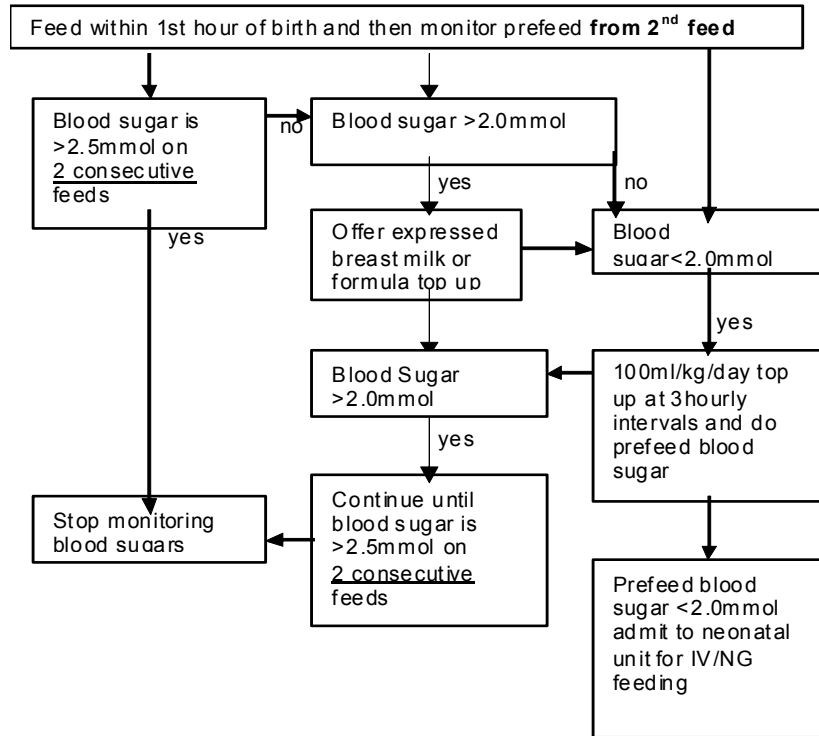 Feed within 1st hour of birth and then monitor prefeed from 2nd feed
Blood sugar is
>2.5mmol on
2 consecutive
feeds
no
Blood sugar >2.0mmol
yes
no
yes
Offer expressed
breast milk or
formula top up
Blood
sugar<2.0mmol
yes
Blood Sugar
>2.0mmol
100ml/kg/day top
up at 3hourly
intervals and do
prefeed blood
sugar
yes
Stop monitoring
blood sugars
Continue until
blood sugar is
>2.5mmol on
2 consecutive
feeds
Prefeed blood
sugar <2.0mmol
admit to neonatal
unit for IV/NG
feeding